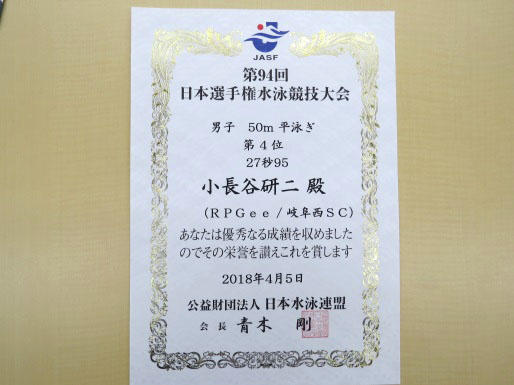 JASF
第94回
日本選手権水泳競技大会
男子 50m 平泳ぎ
第4位
27秒95
小長谷研二 殿
(RPGee/岐阜西SC)
あなたは優秀なる成績を収めました
のでその栄誉を讃えこれを賞します
2018年4月5日
公益財団法人 日本水泳連盟
会長 青木 剛